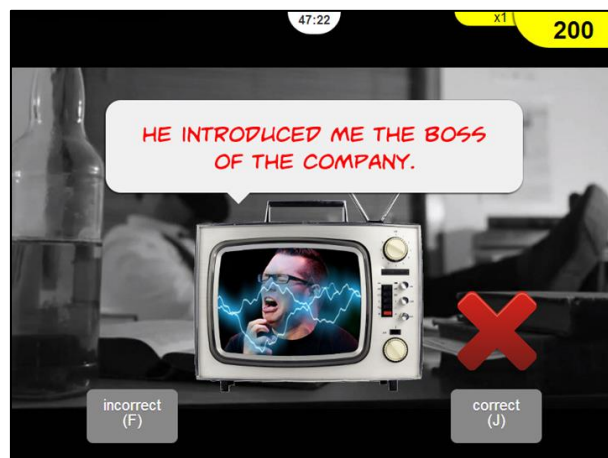 47:22
x1
200
HE INTRODUCED ME THE BOSS
OF THE COMPANY.
incorrect
(F)
correct
(J)